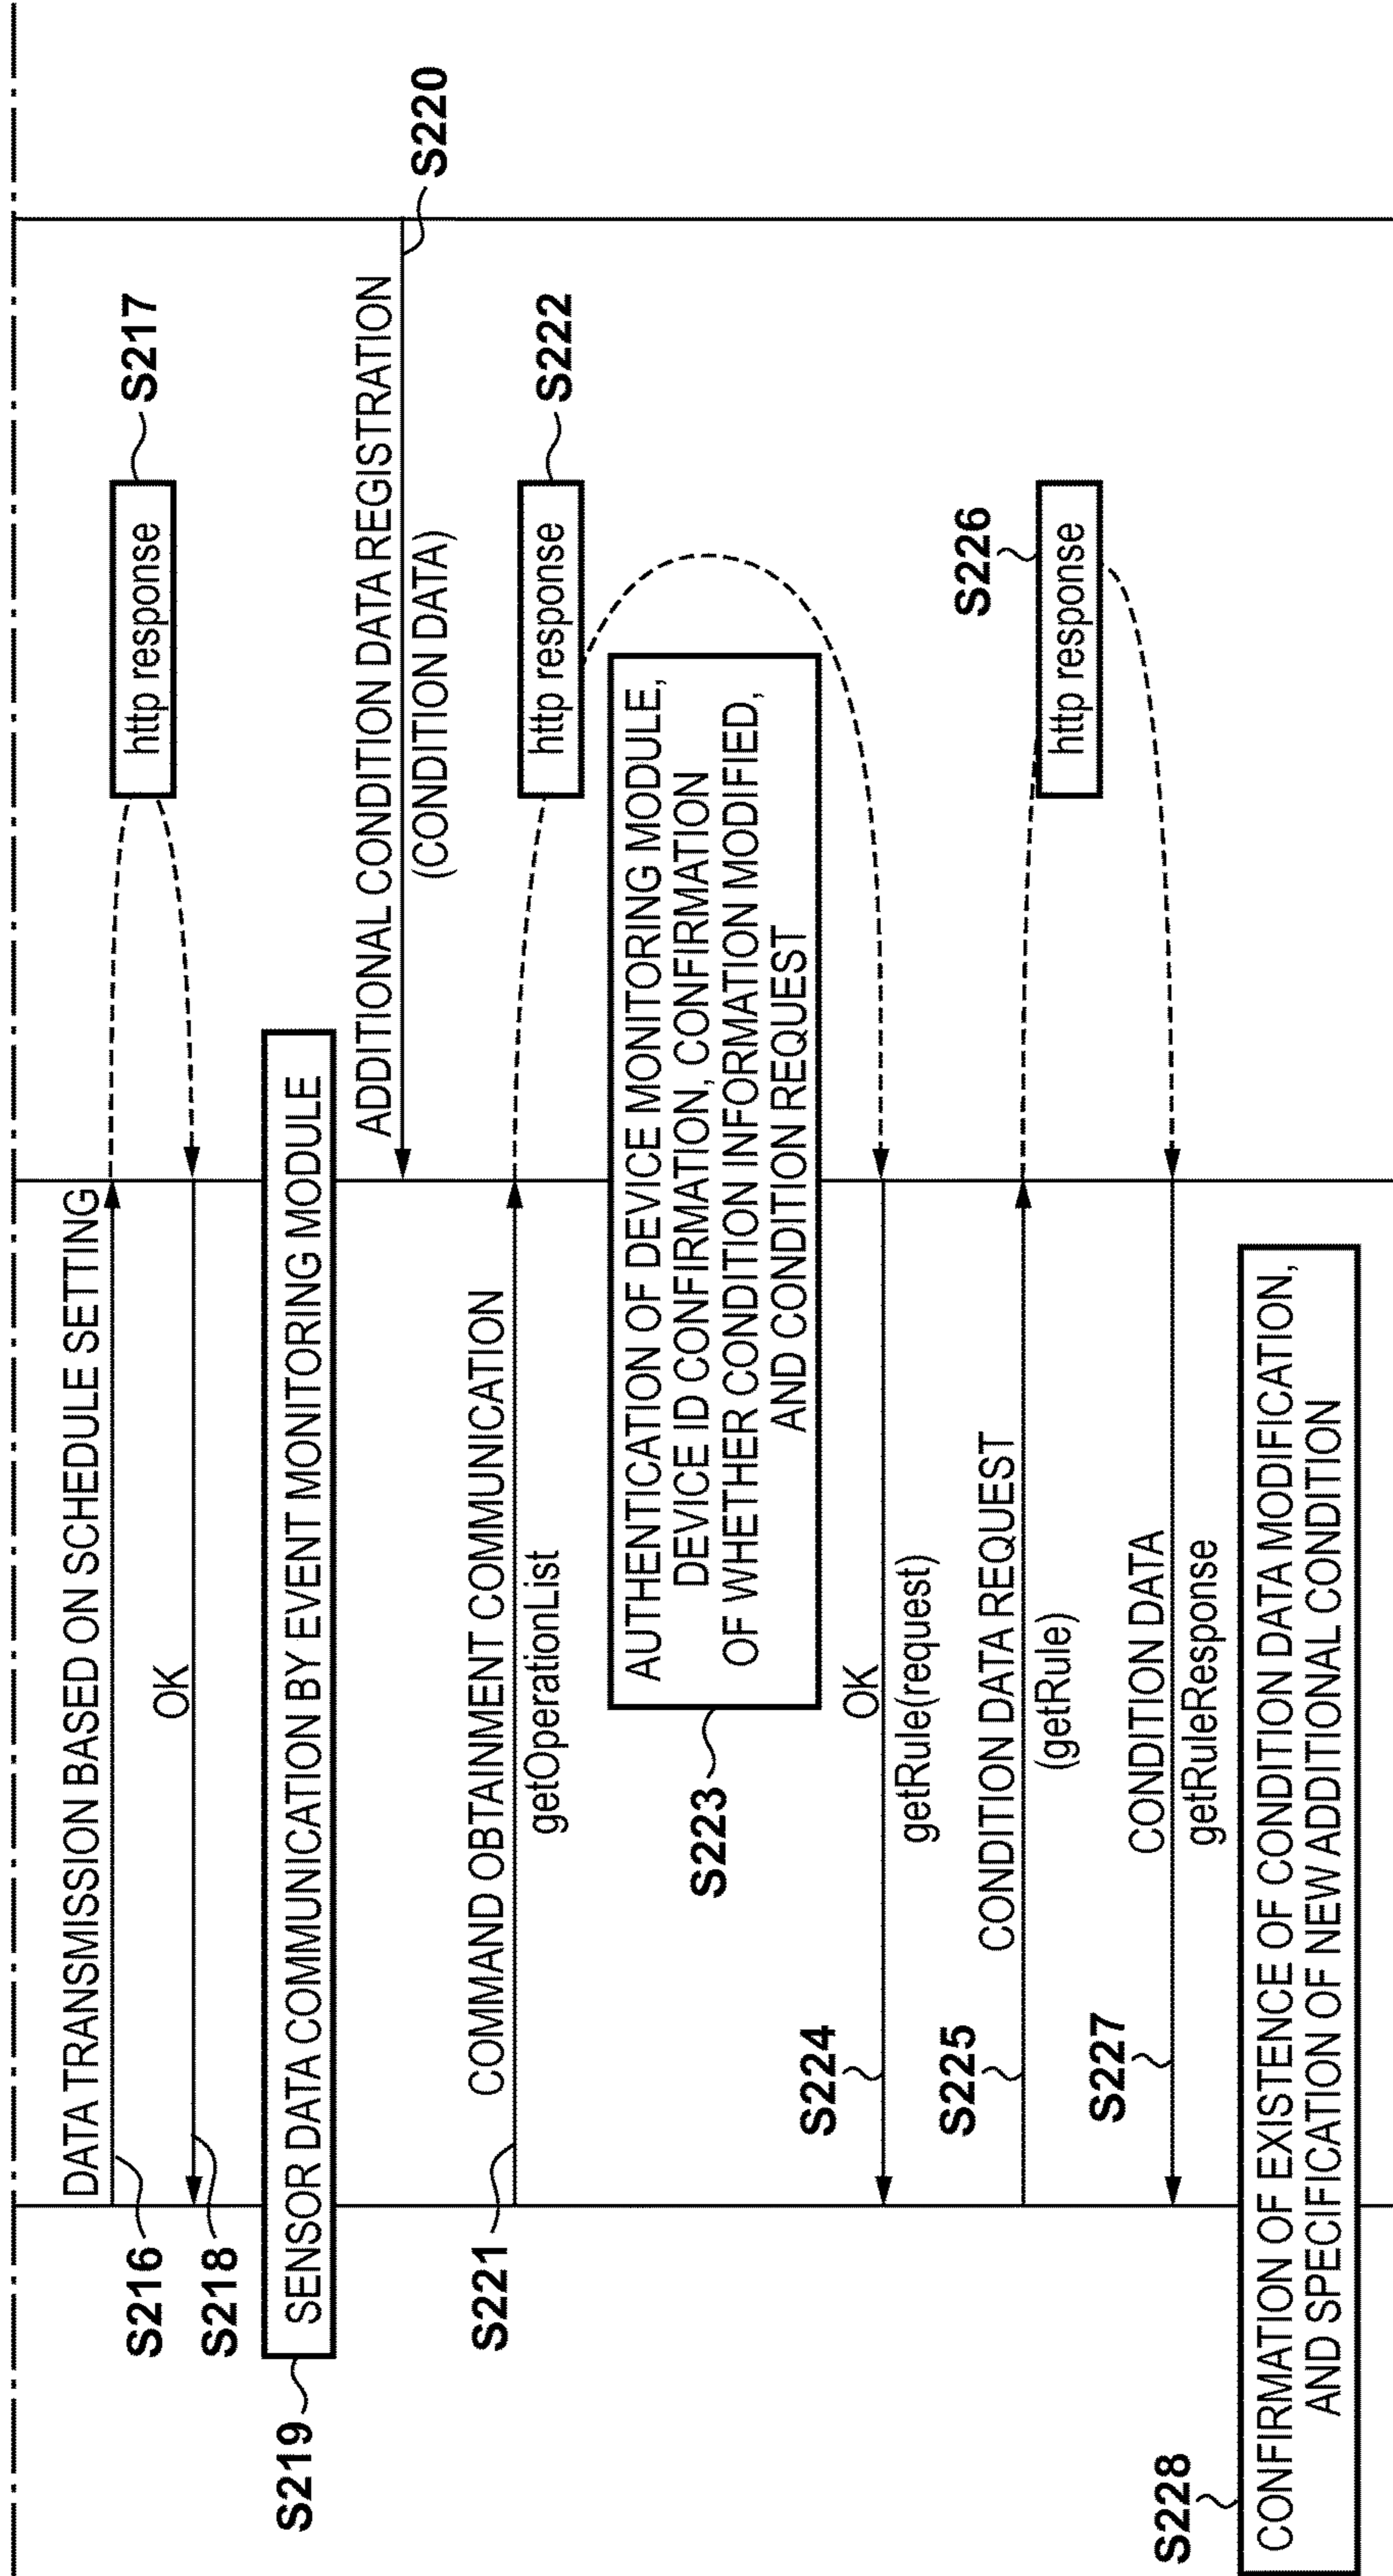 DATA TRANSMISSION BASED ON SCHEDULE SETTING
S216
http response
S217
OK
S218
SENSOR DATA COMMUNICATION BY EVENT MONITORING MODULE
S219
ADDITIONAL CONDITION DATA REGISTRATION
(CONDITION DATA)
S220
COMMAND OBTAINMENT COMMUNICATION
getOperationList
S221
http response
S222
AUTHENTICATION OF DEVICE MONITORING MODULE,
DEVICE ID CONFIRMATION, CONFIRMATION
OF WHETHER CONDITION INFORMATION MODIFIED,
AND CONDITION REQUEST
S223
OK
getRule(request)
S224
CONDITION DATA REQUEST
(getRule)
S225
http response
S226
CONDITION DATA
getRuleResponse
S227
CONFIRMATION OF EXISTENCE OF CONDITION DATA MODIFICATION,
AND SPECIFICATION OF NEW ADDITIONAL CONDITION
S228